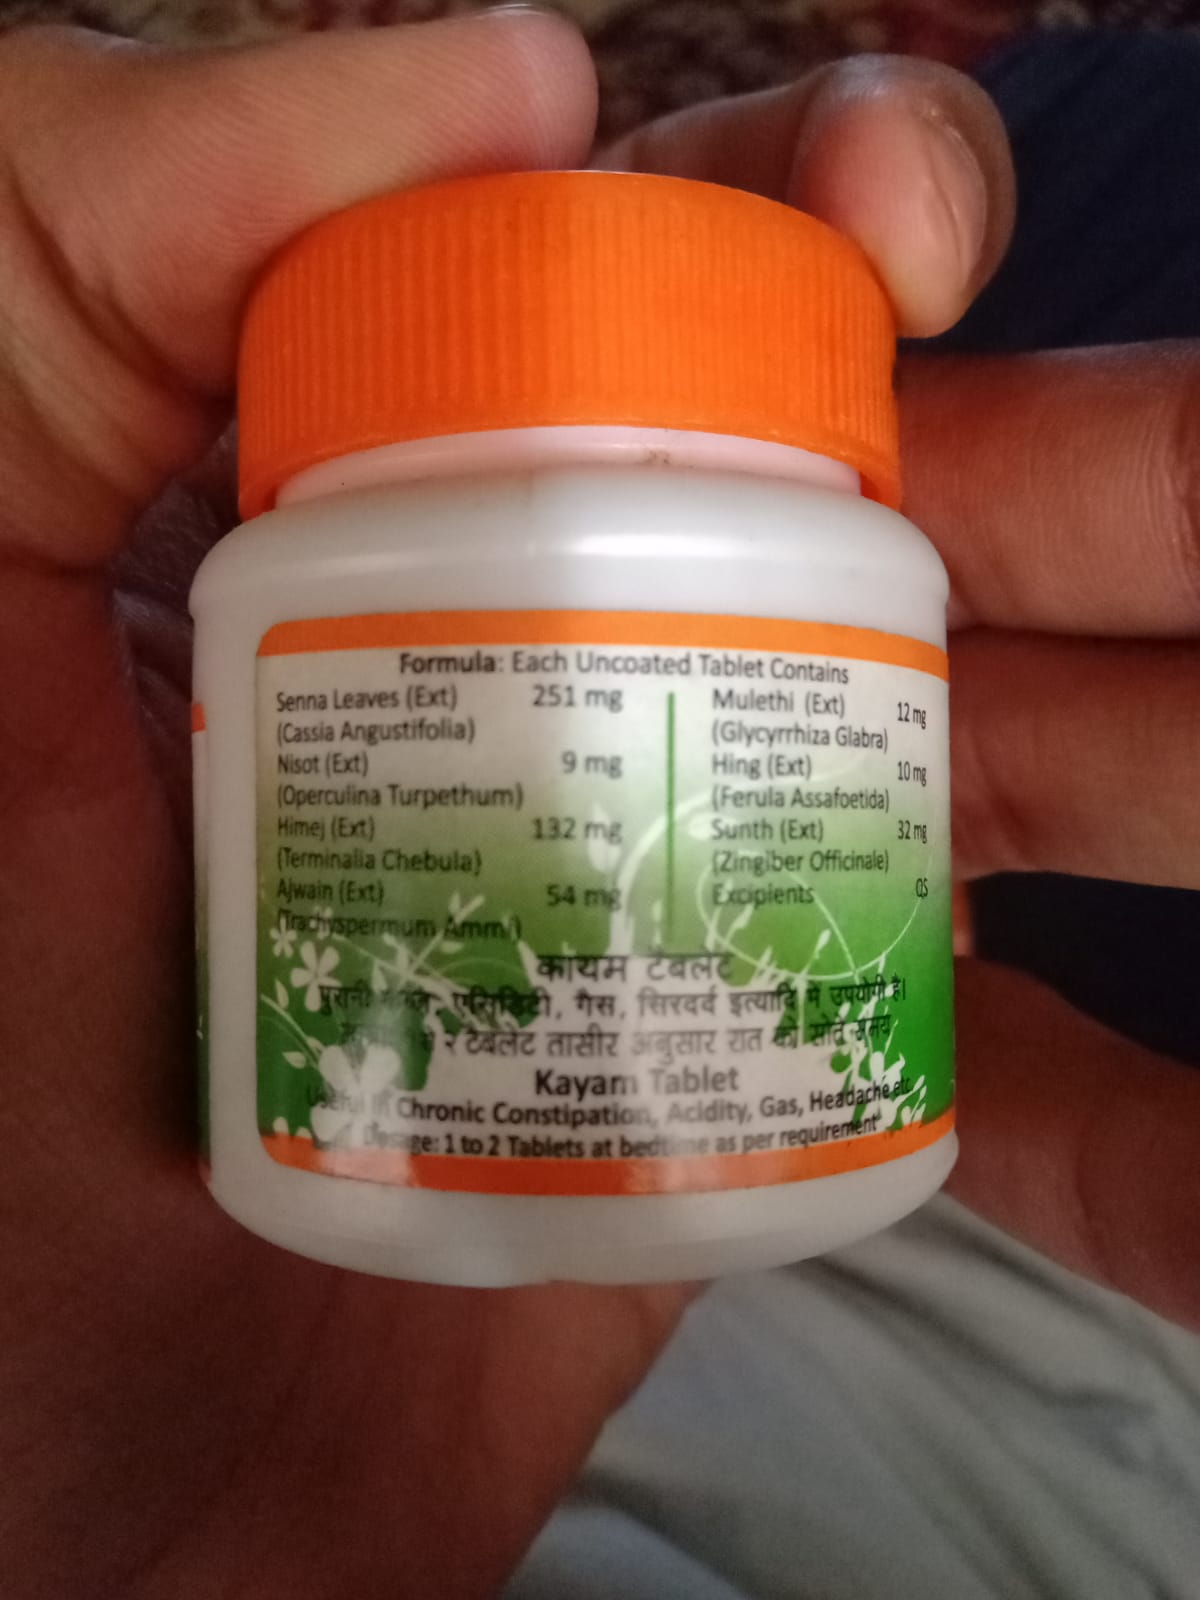 Formula: Each Uncoated Tablet Contains
Senna Leaves (Ext) 251 mg
(Cassia Angustifolia)
Nisot (Ext) 9 mg
(Operculina Turpethum)
Himej (Ext) 132 mg
(Terminalia Chebula)
Ajwain (Ext) 54 mg
(Trachyspermum Ammi)
Mulethi (Ext) 12 mg
(Glycyrrhiza Glabra)
Hing (Ext) 10 mg
(Ferula Assafoetida)
Sunth (Ext) 32 mg
(Zingiber Officinale)
Excipients QS
कायम टेबलेट
पुरानी एसिडिटी, गैस, सिरदर्द इत्यादि में उपयोगी है।
२ टेबलेट तासीर अनुसार रात को सोते समय
Kayam Tablet
Useful in Chronic Constipation, Acidity, Gas, Headache etc.
Dosage: 1 to 2 Tablets at bedtime as per requirement